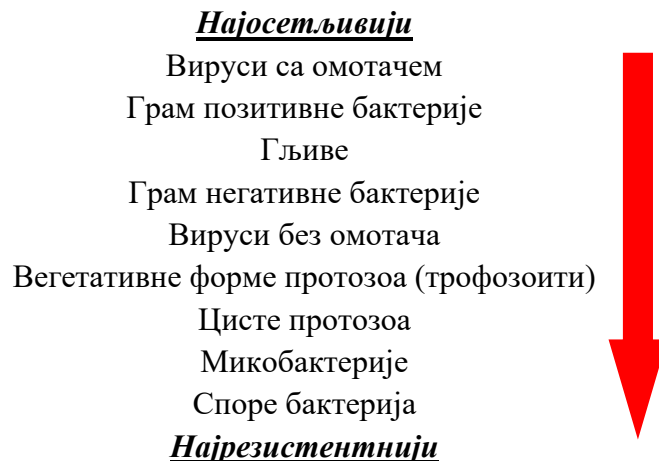 Најосетљивији
Вируси са омотачем
Грам позитивне бактерије
Гљиве
Грам негативне бактерије
Вируси без омотача
Вегетативне форме протозоа (трофозоити)
Цисте протозоа
Микобактерије
Споре бактерија
Најрезистентнији